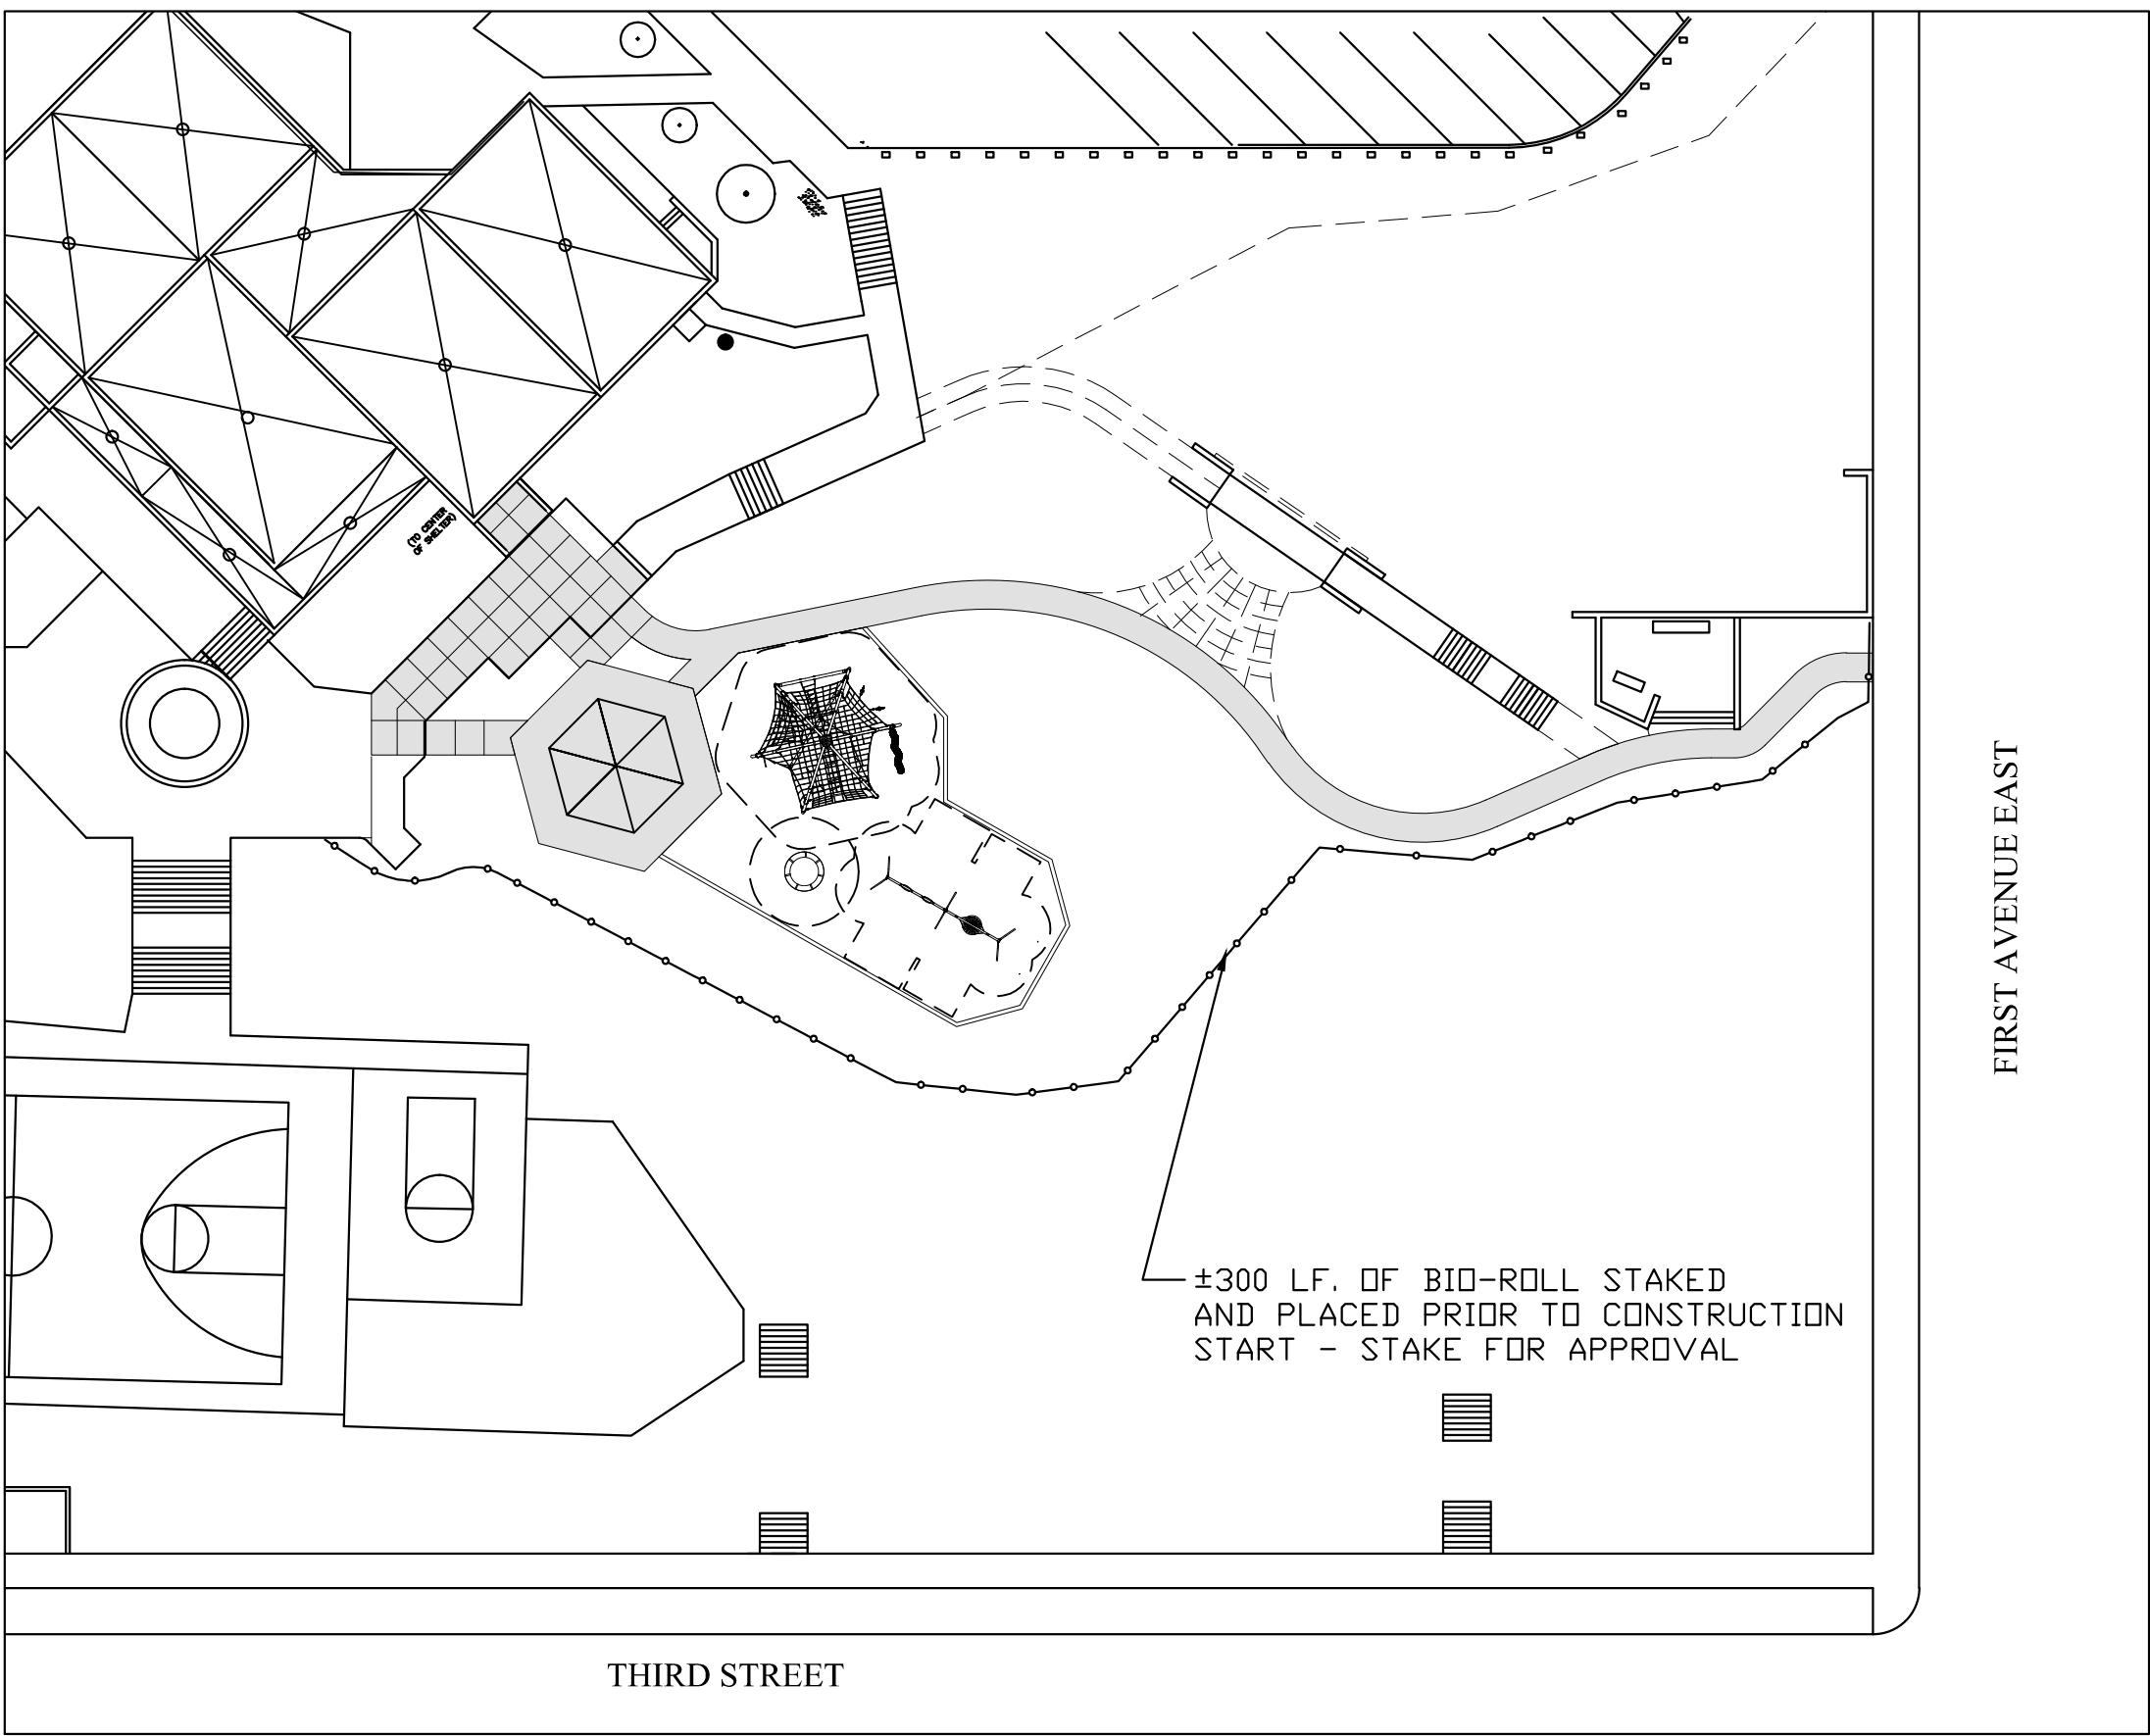 (TO CENTER
OF SHELTER)
FIRST AVENUE EAST
±300 LF. OF BIO-ROLL STAKED
AND PLACED PRIOR TO CONSTRUCTION
START - STAKE FOR APPROVAL
THIRD STREET